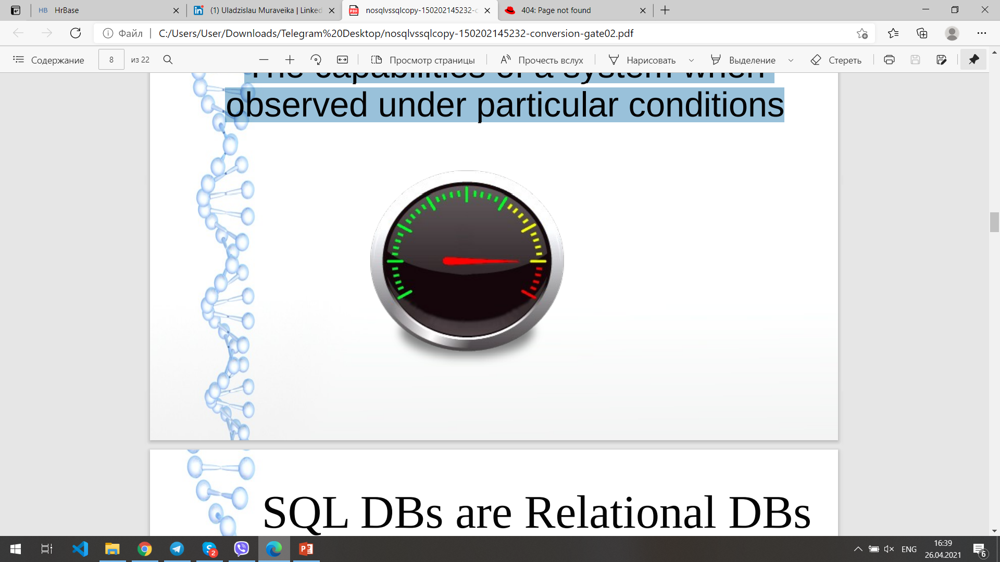 HB HrBase
(1) Uladzislau Muraveika | Linked
nosqlvssqlcopy-150202145232-c
404: Page not found
Файл
C:/Users/User/Downloads/Telegram%20Desktop/nosqlvssqlcopy-150202145232-conversion-gate02.pdf
Содержание
8
из 22
Просмотр страницы
Прочесть вслух
Нарисовать
Выделение
Стереть
The capabilities of a system when
observed under particular conditions
SQL DBs are Relational DBs
2
ENG
16:39
26.04.2021
6